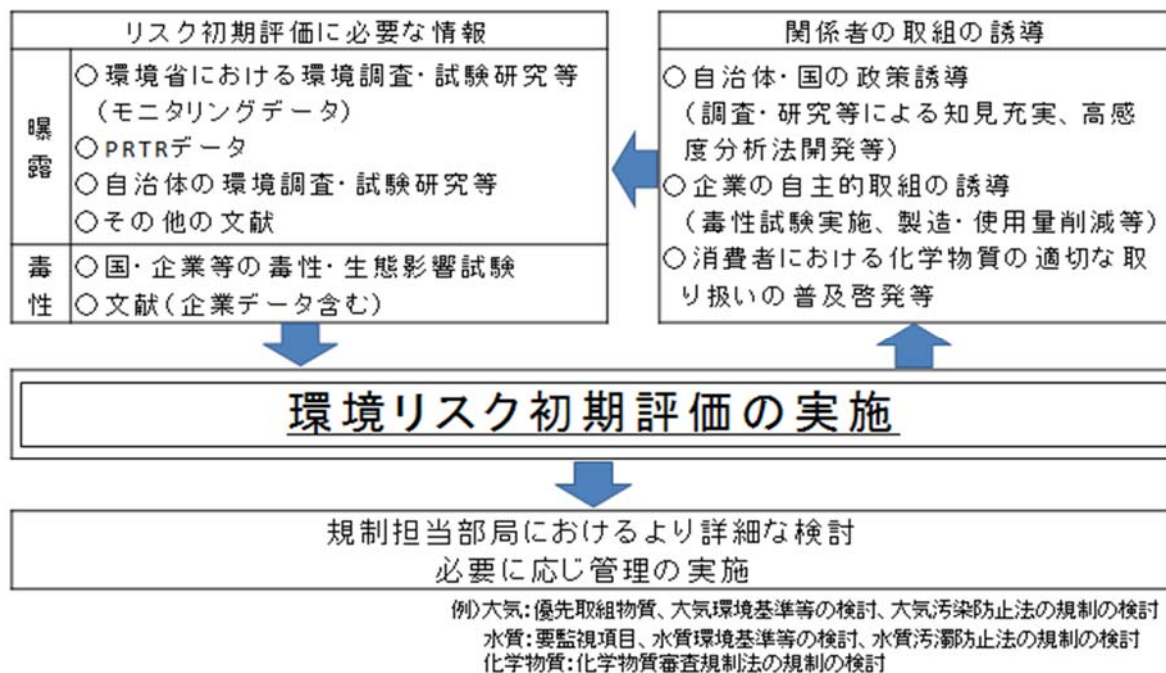 リスク初期評価に必要な情報
曝露
○環境省における環境調査・試験研究等
(モニタリングデータ)
○PRTRデータ
○自治体の環境調査・試験研究等
○その他の文献
毒性
○国・企業等の毒性・生態影響試験
○文献(企業データ含む)
関係者の取組の誘導
○自治体・国の政策誘導
(調査・研究等による知見充実、高感
度分析法開発等)
○企業の自主的取組の誘導
(毒性試験実施、製造・使用量削減等)
○消費者における化学物質の適切な取
り扱いの普及啓発等
環境リスク初期評価の実施
規制担当部局におけるより詳細な検討
必要に応じ管理の実施
例)大気:優先取組物質、大気環境基準等の検討、大気汚染防止法の規制の検討
水質:要監視項目、水質環境基準等の検討、水質汚濁防止法の規制の検討
化学物質:化学物質審査規制法の規制の検討